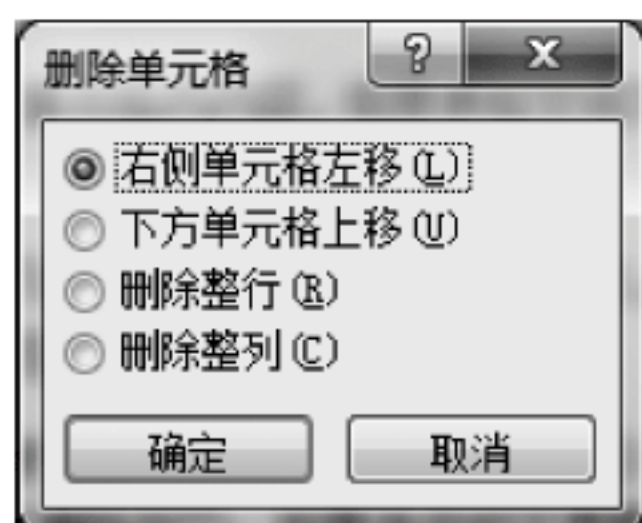 删除单元格
右侧单元格左移(L)
下方单元格上移(U)
删除整行(R)
删除整列(C)
确定 取消